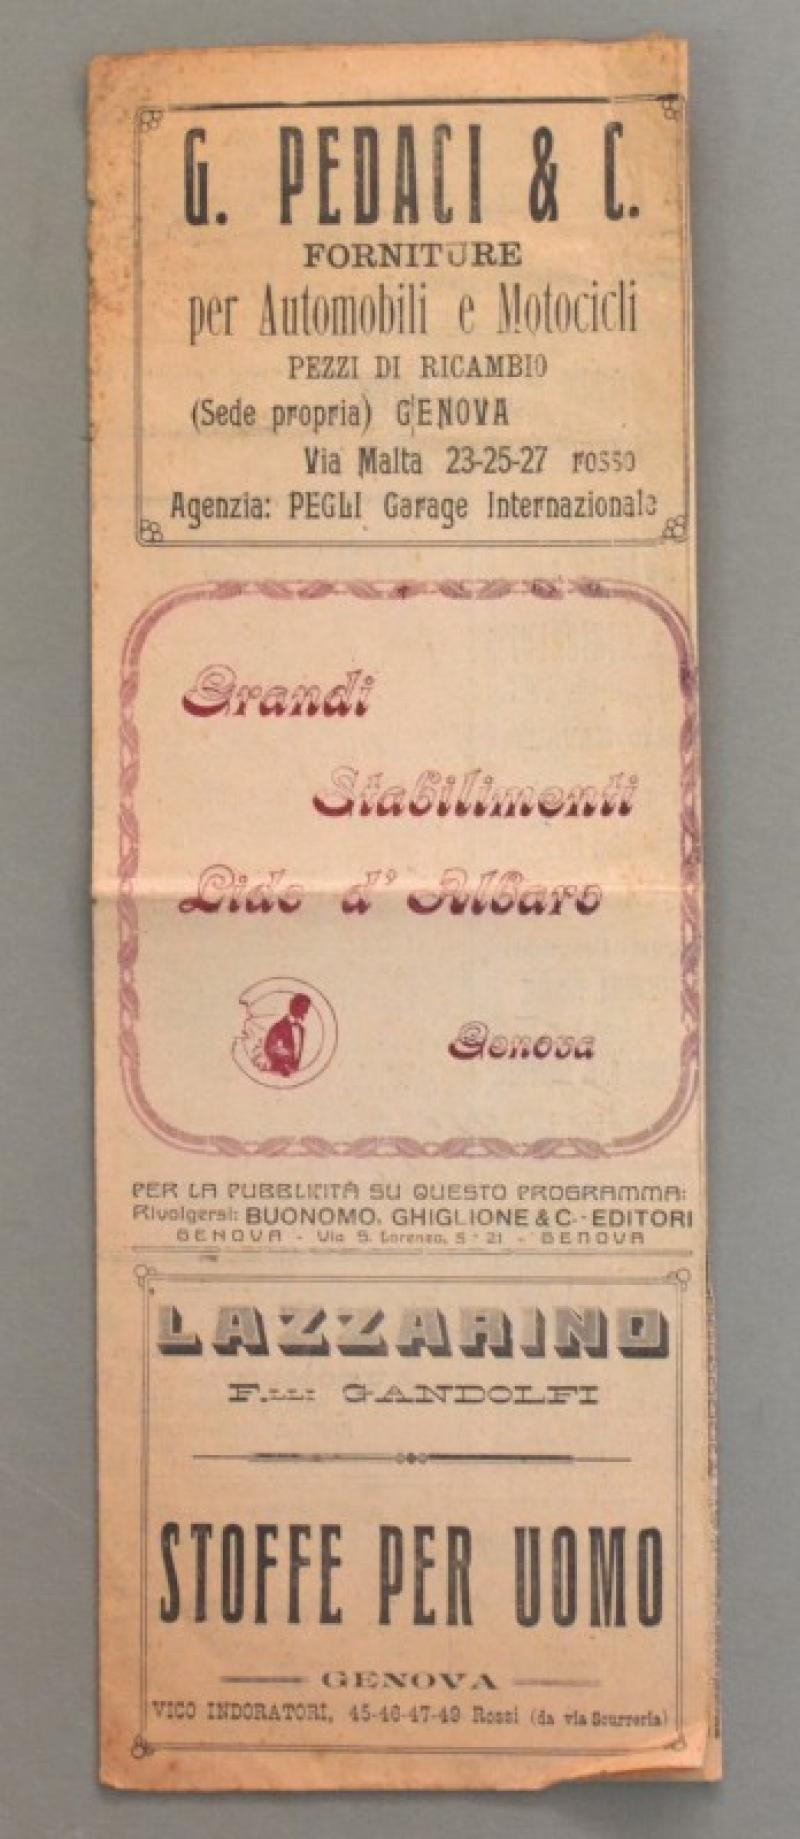 G. PEDACI & C.
FORNITURE
per Automobili e Motocicli
PEZZI DI RICAMBIO
(Sede propria) GENOVA
Via Malta 23-25-27 rosso
Agenzia: PEGLI Garage Internazionale
Grandi
Stabilimenti
Lido d' Albaro
Genova
PER LA PUBBLICITÀ SU QUESTO PROGRAMMA:
Rivolgersi: BUONOMO, GHIGLIONE & C. - EDITORI
GENOVA - Via S. Lorenzo, 5 - 21 - GENOVA
LAZZARINO
F.lli GANDOLFI
STOFFE PER UOMO
GENOVA
VICO INDORATORI, 45-46-47-49 Rossi (da via Scurreria)